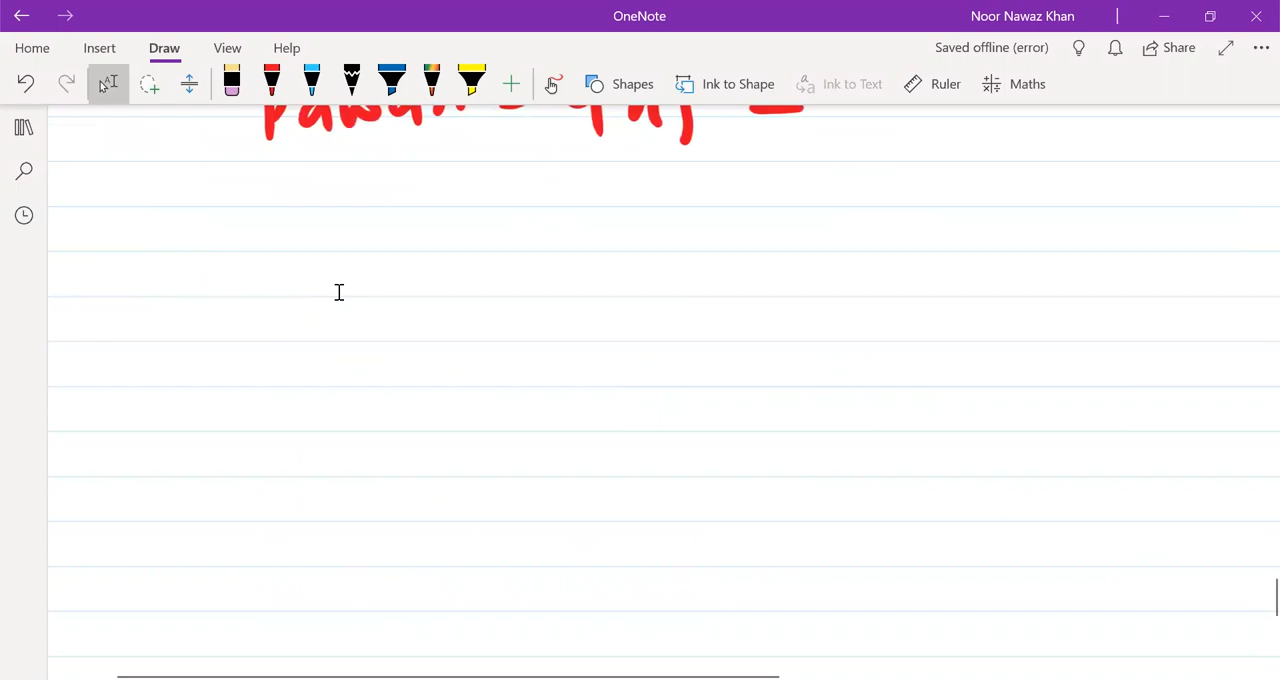 OneNote
Noor Nawaz Khan
Home Insert Draw View Help
Saved offline (error) Share
Shapes Ink to Shape Ink to Text Ruler Maths